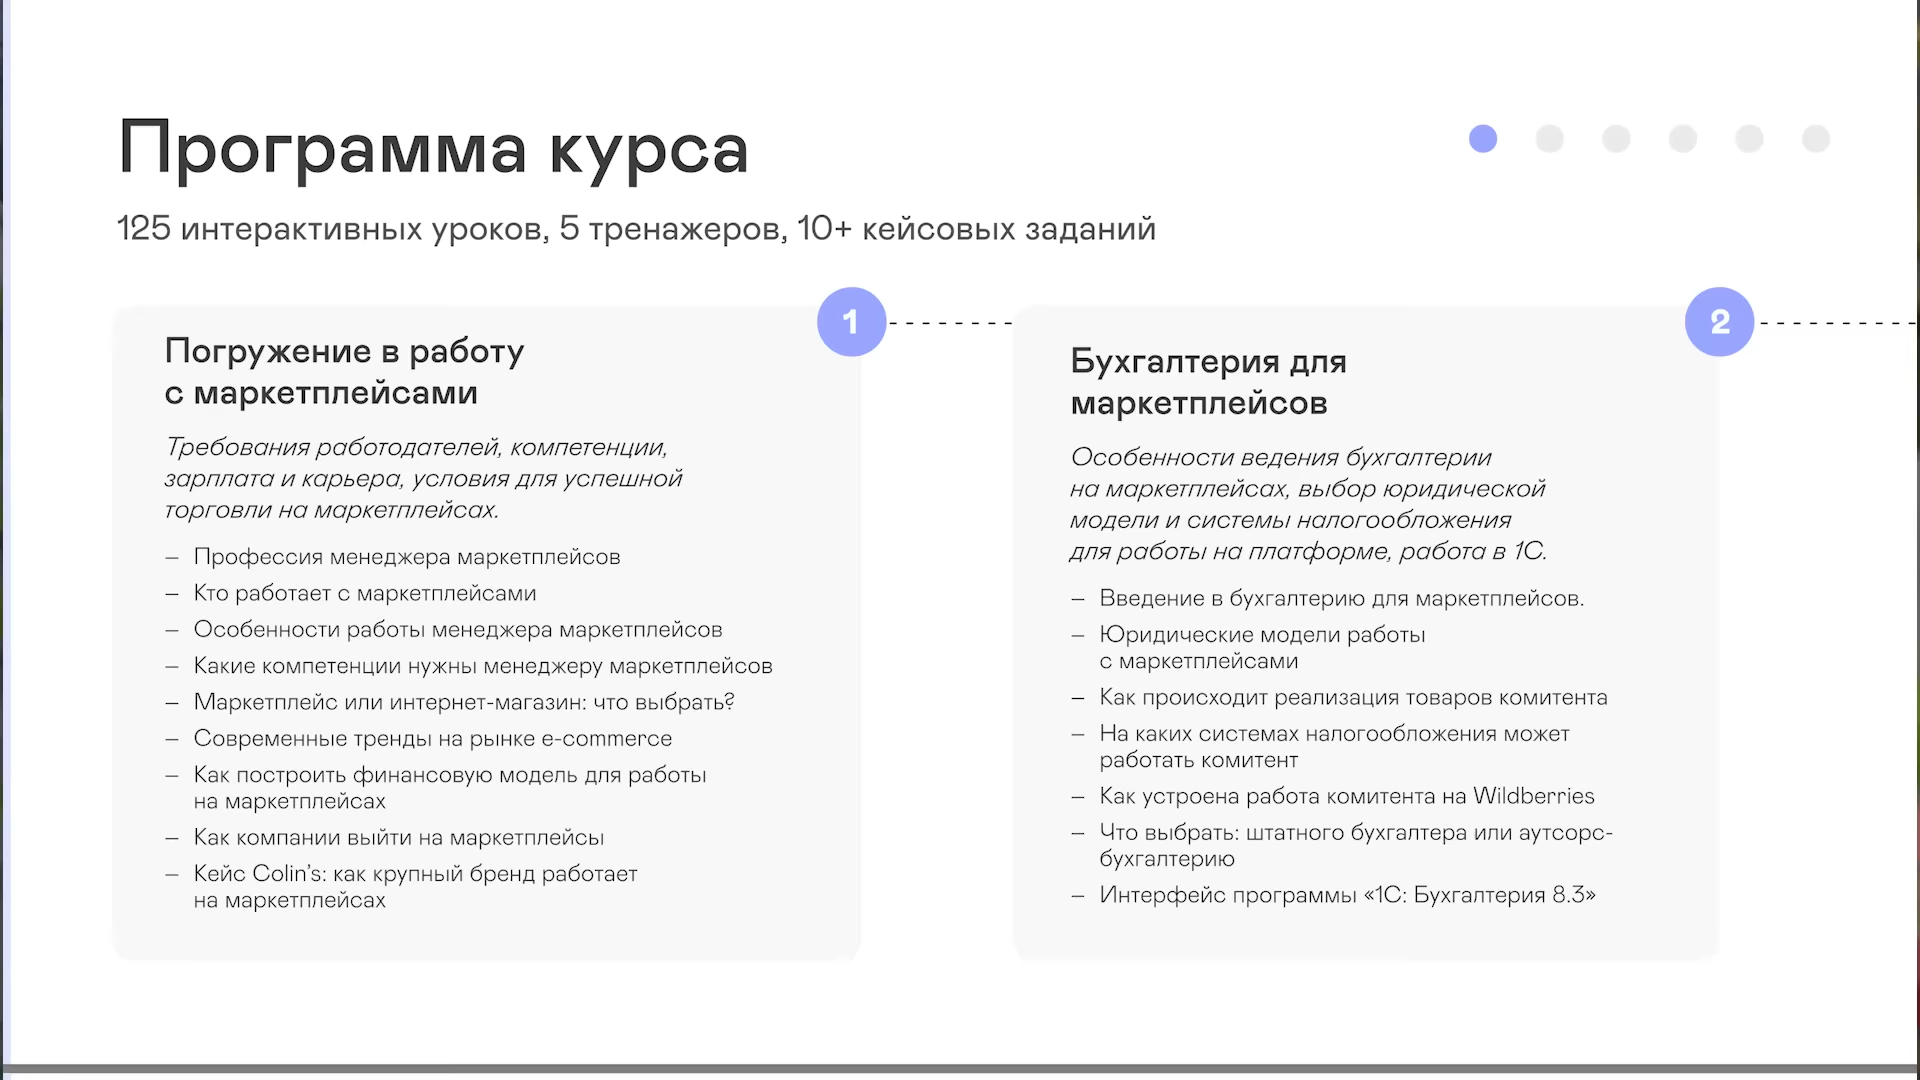 Программа курса
125 интерактивных уроков, 5 тренажеров, 10+ кейсовых заданий
1
Погружение в работу
с маркетплейсами
Требования работодателей, компетенции,
зарплата и карьера, условия для успешной
торговли на маркетплейсах.
– Профессия менеджера маркетплейсов
– Кто работает с маркетплейсами
– Особенности работы менеджера маркетплейсов
– Какие компетенции нужны менеджеру маркетплейсов
– Маркетплейс или интернет-магазин: что выбрать?
– Современные тренды на рынке e-commerce
– Как построить финансовую модель для работы
на маркетплейсах
– Как компании выйти на маркетплейсы
– Кейс Colin's: как крупный бренд работает
на маркетплейсах
2
Бухгалтерия для
маркетплейсов
Особенности ведения бухгалтерии
на маркетплейсах, выбор юридической
модели и системы налогообложения
для работы на платформе, работа в 1С.
– Введение в бухгалтерию для маркетплейсов.
– Юридические модели работы
с маркетплейсами
– Как происходит реализация товаров комитента
– На каких системах налогообложения может
работать комитент
– Как устроена работа комитента на Wildberries
– Что выбрать: штатного бухгалтера или аутсорс-
бухгалтерию
– Интерфейс программы «1С: Бухгалтерия 8.3»